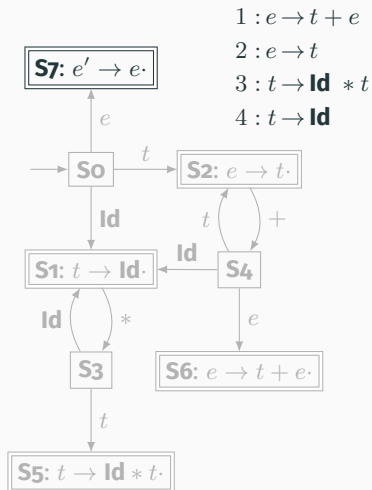 1 : e → t + e
2 : e → t
3 : t → Id * t
4 : t → Id
S7: e′ → e·
e
S0
t
S2: e → t·
Id
t
+
S1: t → Id·
Id
S4
Id
*
e
S3
S6: e → t + e·
t
S5: t → Id * t·